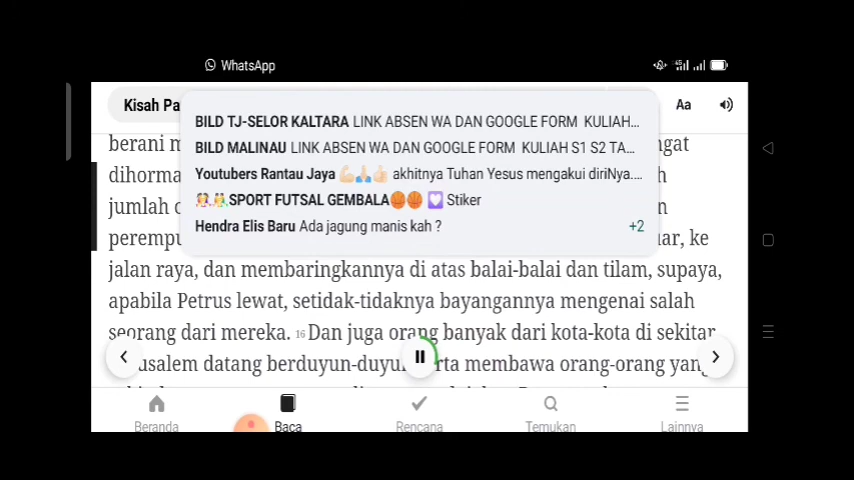 WhatsApp
Kisah Pa
Aa
BILD TJ-SELOR KALTARA LINK ABSEN WA DAN GOOGLE FORM KULIAH...
BILD MALINAU LINK ABSEN WA DAN GOOGLE FORM KULIAH S1 S2 TA...
Youtubers Rantau Jaya 💪🏻🙏🏻👍🏻 akhitnya Tuhan Yesus mengakui diriNya....
SPORT FUTSAL GEMBALA🏀🏀 💟 Stiker
Hendra Elis Baru Ada jagung manis kah ?
+2
berani m ngat
dihorma h
jumlah o n
perempu uar, ke
jalan raya, dan membaringkannya di atas balai-balai dan tilam, supaya,
apabila Petrus lewat, setidak-tidaknya bayangannya mengenai salah
seorang dari mereka. 16 Dan juga orang banyak dari kota-kota di sekitar
usalem datang berduyun-duyu rta membawa orang-orang yang
Beranda
Baca
Rencana
Temukan
Lainnya